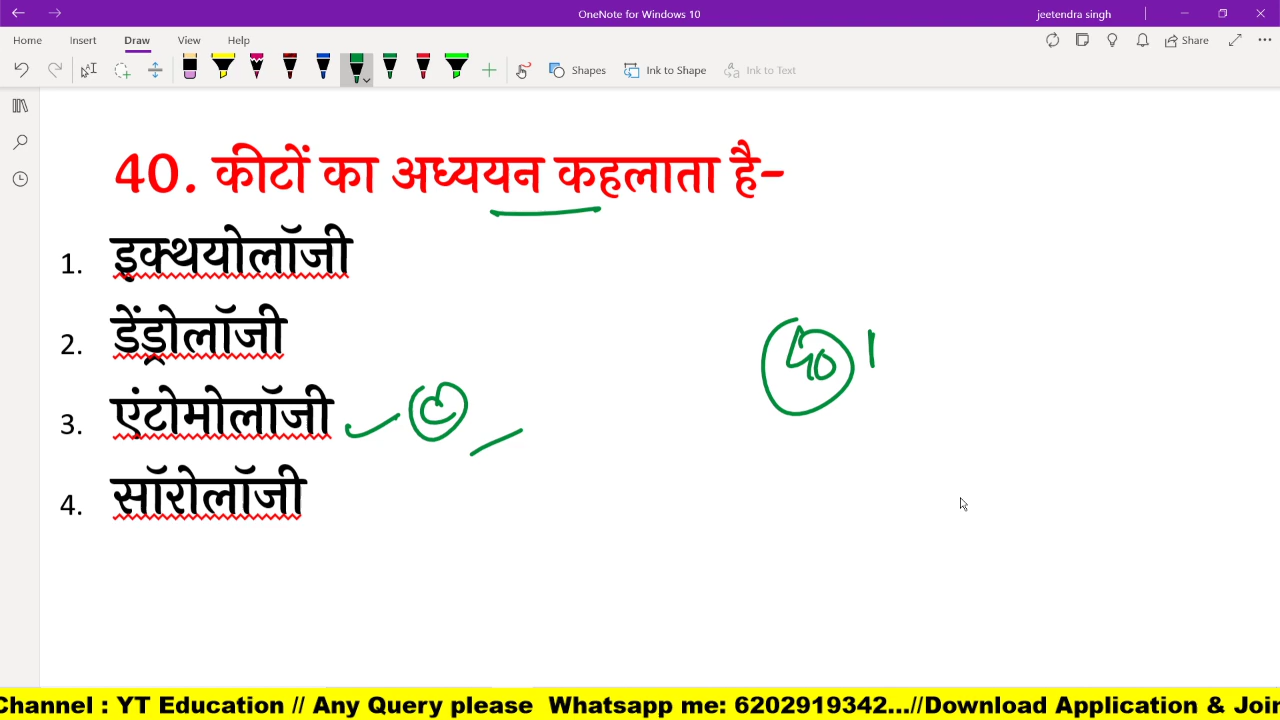 OneNote for Windows 10
jeetendra singh
Home Insert Draw View Help
Share
Shapes
Ink to Shape
Ink to Text
40. कीटों का अध्ययन कहलाता है-
1. इक्थयोलॉजी
2. डेंड्रोलॉजी
3. एंटोमोलॉजी
4. सॉरोलॉजी
Channel : YT Education // Any Query please Whatsapp me: 6202919342...//Download Application & Join